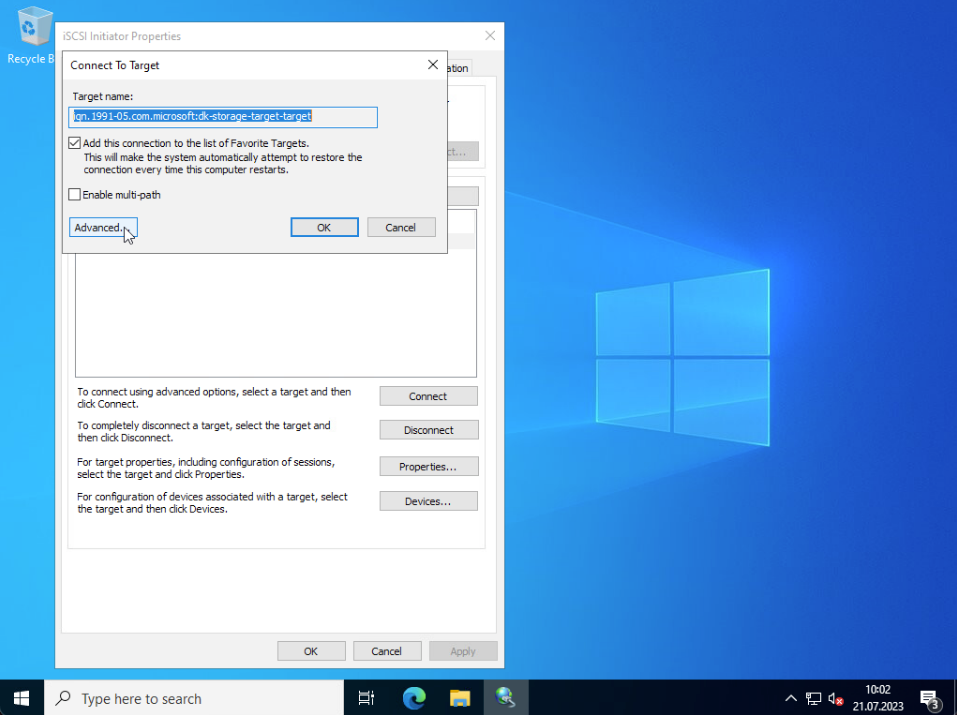 Recycle B
iSCSI Initiator Properties
Connect To Target
ation
Target name:
iqn.1991-05.com.microsoft:dk-storage-target-target
ct...
Add this connection to the list of Favorite Targets.
This will make the system automatically attempt to restore the
connection every time this computer restarts.
Enable multi-path
Advanced...
OK
Cancel
To connect using advanced options, select a target and then
click Connect.
Connect
To completely disconnect a target, select the target and
then click Disconnect.
Disconnect
For target properties, including configuration of sessions,
select the target and click Properties.
Properties...
For configuration of devices associated with a target, select
the target and then click Devices.
Devices...
OK
Cancel
Apply
Type here to search
10:02
21.07.2023
3